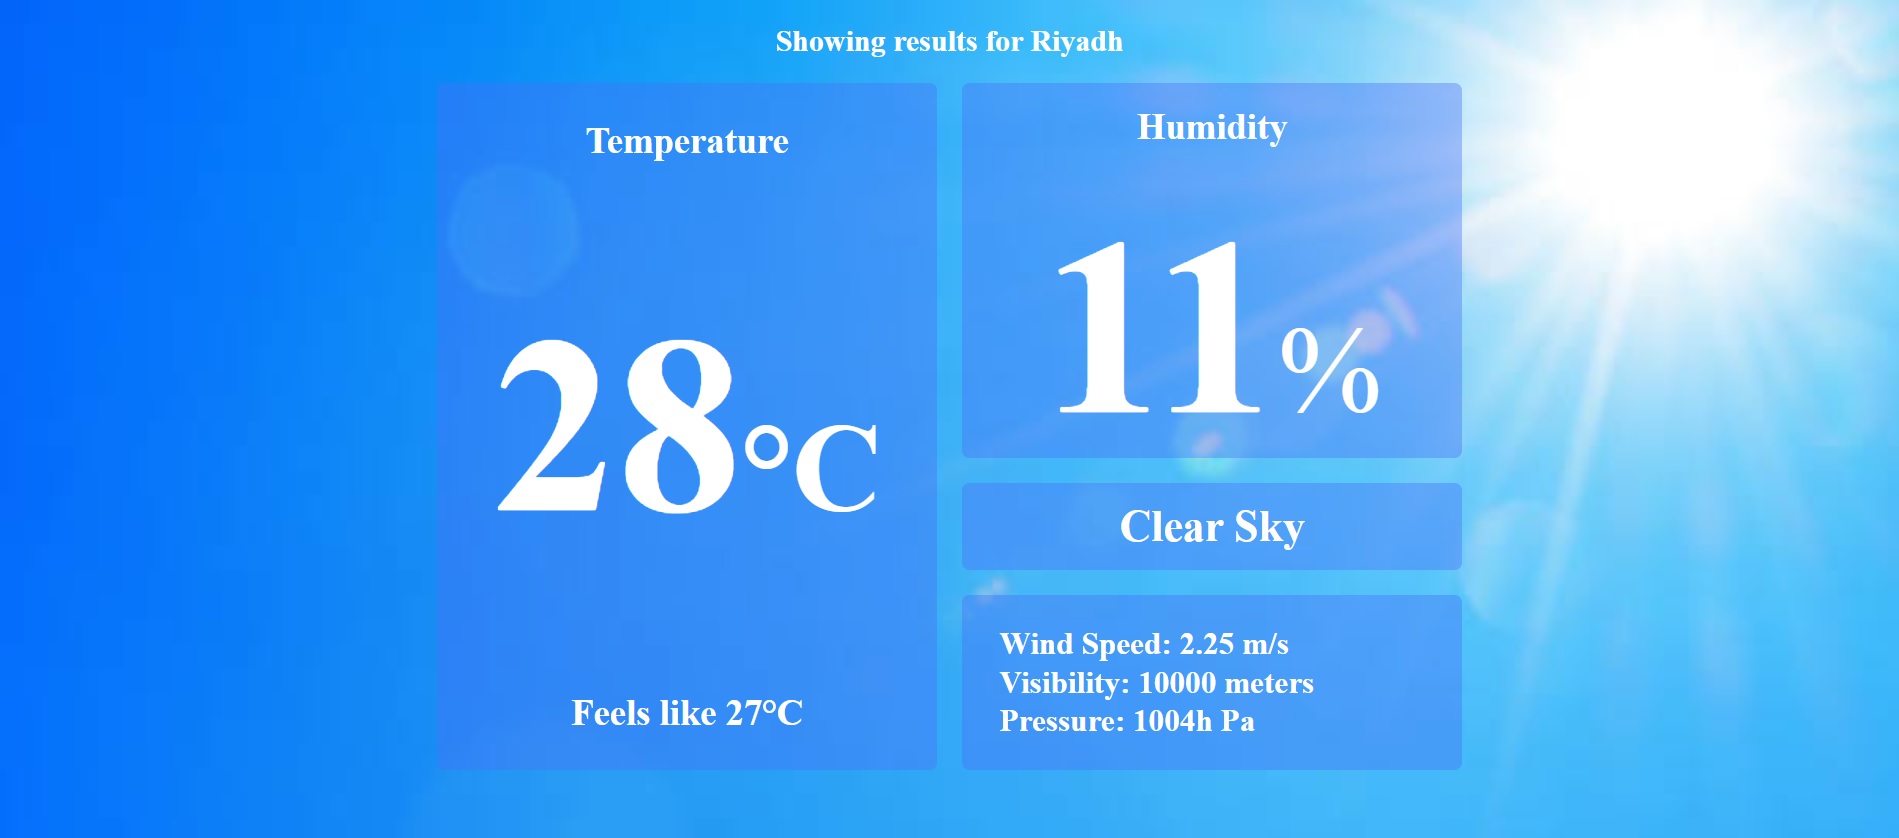 Showing results for Riyadh
Temperature
28°C
Feels like 27°C
Humidity
11%
Clear Sky
Wind Speed: 2.25 m/s
Visibility: 10000 meters
Pressure: 1004h Pa